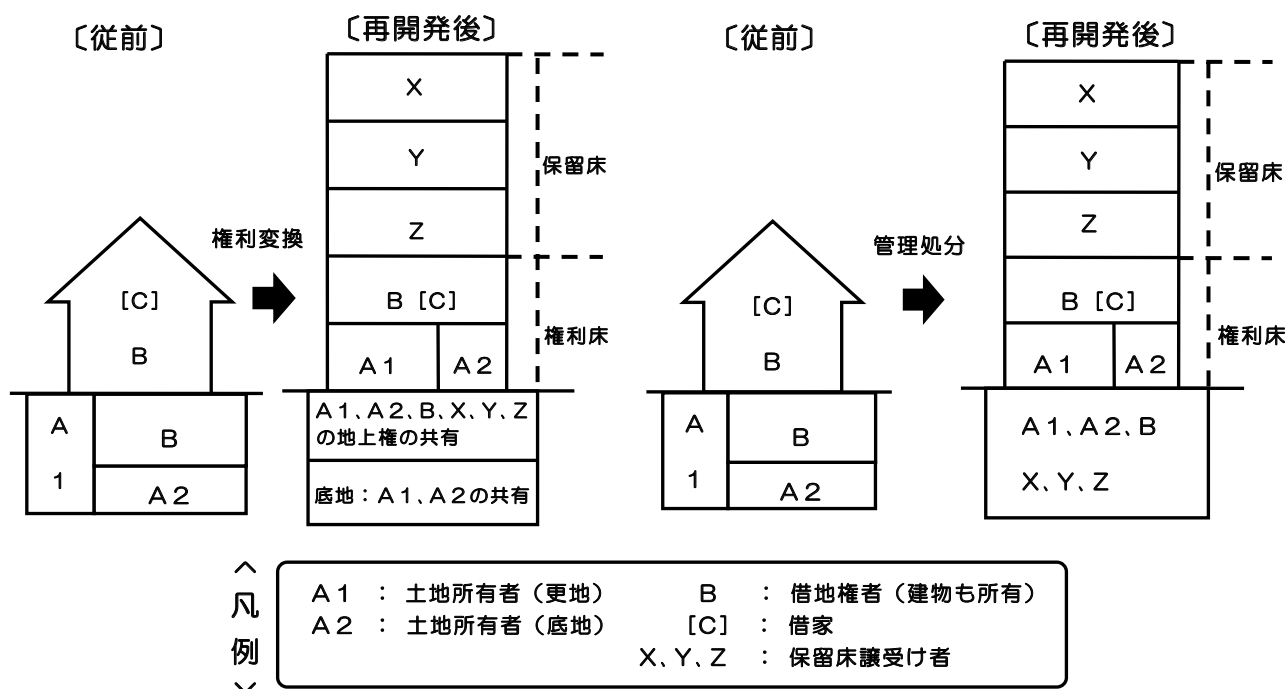 〔従前〕
〔再開発後〕
X
Y
Z
保留床
権利変換
[C]
B
B [C]
A1
A2
権利床
A
1
B
A2
A1、A2、B、X、Y、Z
の地上権の共有
底地：A1、A2の共有
〔従前〕
〔再開発後〕
X
Y
Z
保留床
管理処分
[C]
B
B [C]
A1
A2
権利床
A
1
B
A2
A1、A2、B
X、Y、Z
〈凡例〉
A1 ： 土地所有者（更地）
A2 ： 土地所有者（底地）
B ： 借地権者（建物も所有）
[C] ： 借家
X、Y、Z ： 保留床譲受け者